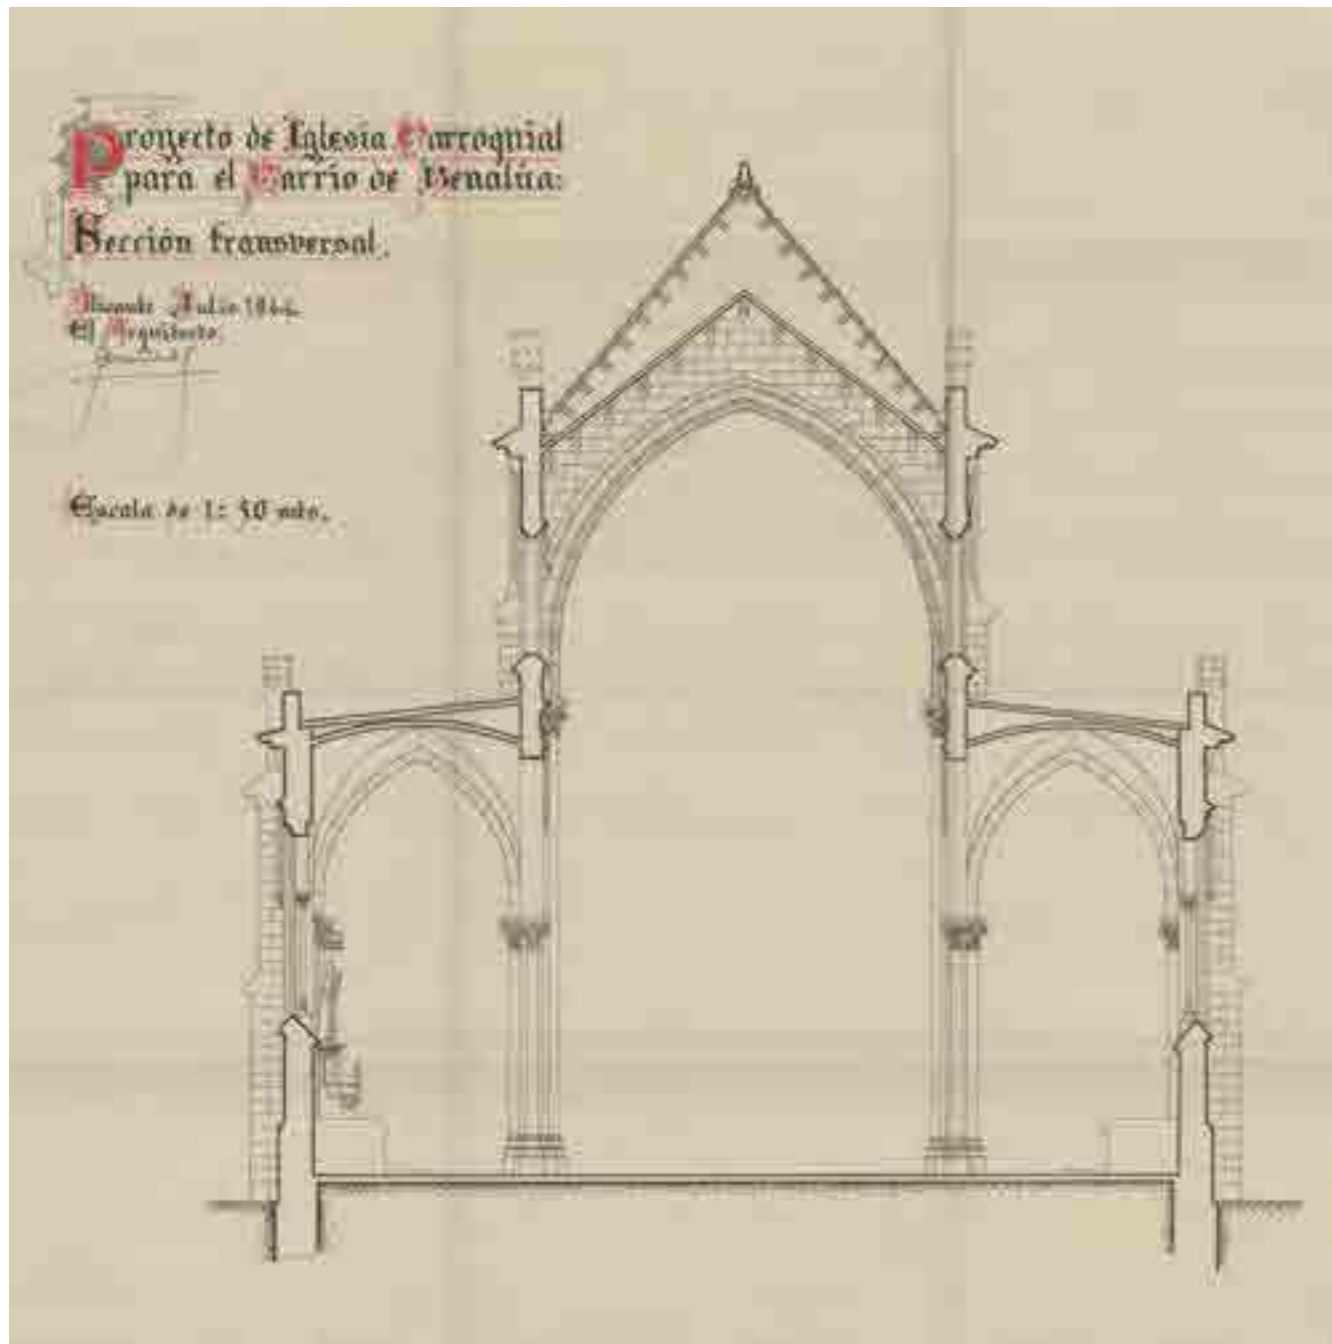 Proyecto de Iglesia Parroquial
para el Barrio de Benalúa:
Sección transversal.
Alicante Julio
El Arquitecto.
Escala de 1: 50 mts.